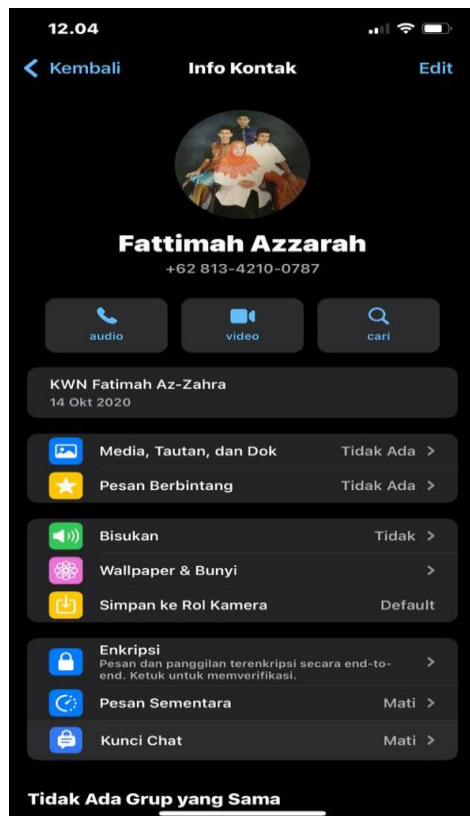 12.04
Kembali Info Kontak Edit
Fattimah Azzarah
+62 813-4210-0787
audio video cari
KWN Fatimah Az-Zahra
14 Okt 2020
Media, Tautan, dan Dok Tidak Ada >
Pesan Berbintang Tidak Ada >
Bisukan Tidak >
Wallpaper & Bunyi >
Simpan ke Rol Kamera Default
Enkripsi
Pesan dan panggilan terenkripsi secara end-to-
end. Ketuk untuk memverifikasi. >
Pesan Sementara Mati >
Kunci Chat Mati >
Tidak Ada Grup yang Sama